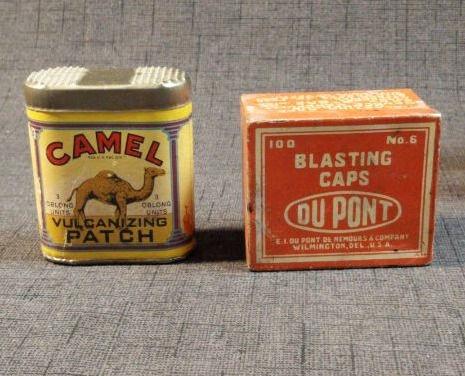 CAMEL
3 OBLONG UNITS
3 OBLONG UNITS
VULCANIZING
PATCH
100 No.6
BLASTING
CAPS
DU PONT
E.I. DU PONT DE NEMOURS & COMPANY
WILMINGTON, DEL., U.S.A.